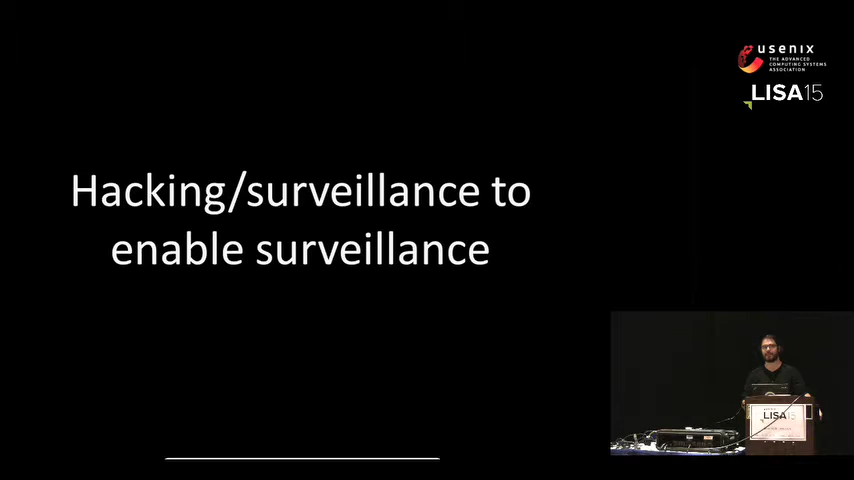 Hacking/surveillance to
enable surveillance
usenix
THE ADVANCED
COMPUTING SYSTEMS
ASSOCIATION
LISA15
LISA15